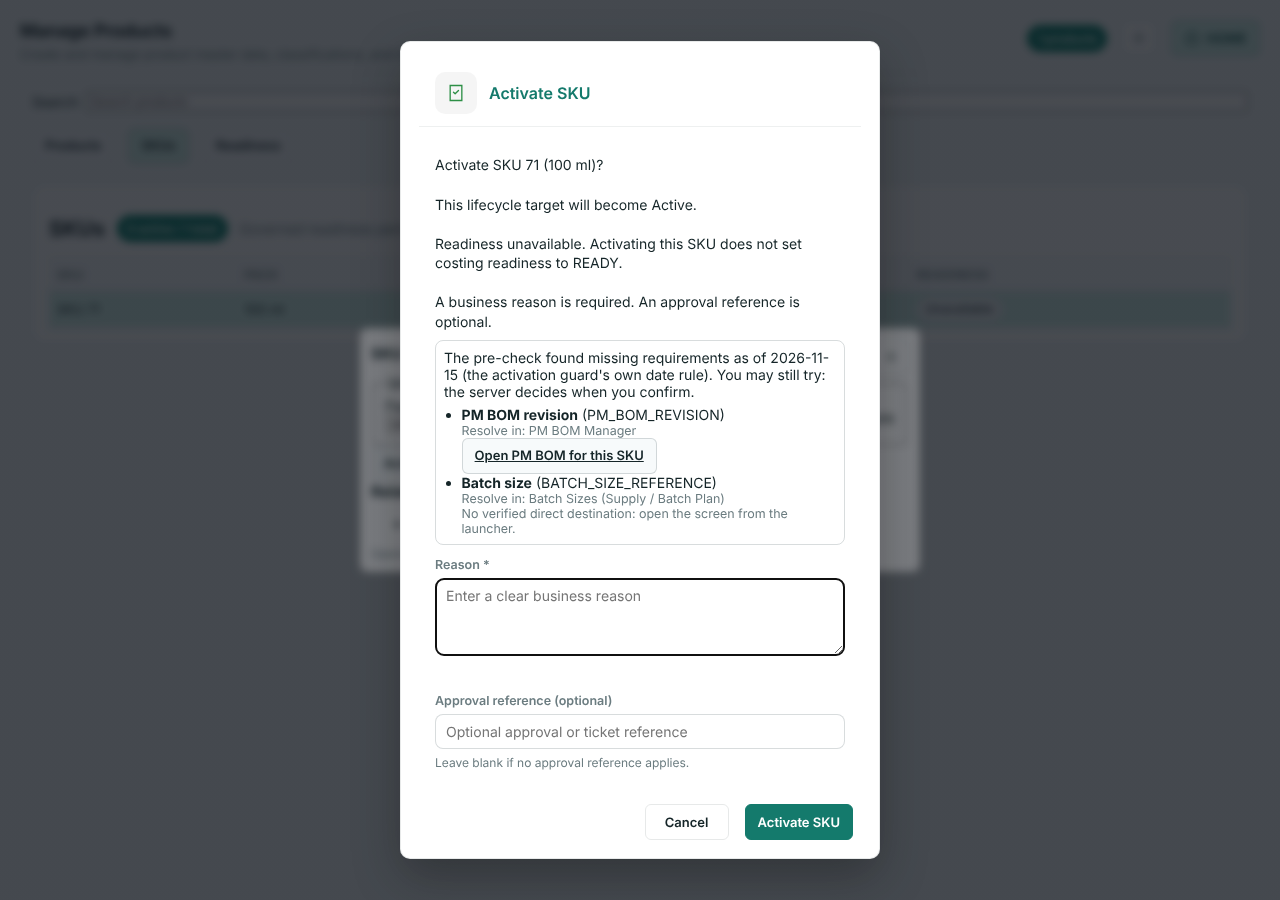 Manage Products
Activate SKU
Activate SKU 71 (100 ml)?
This lifecycle target will become Active.
Readiness unavailable. Activating this SKU does not set
costing readiness to READY.
A business reason is required. An approval reference is
optional.
The pre-check found missing requirements as of 2026-11-
15 (the activation guard's own date rule). You may still try:
the server decides when you confirm.
• PM BOM revision (PM_BOM_REVISION)
Resolve in: PM BOM Manager
Open PM BOM for this SKU
• Batch size (BATCH_SIZE_REFERENCE)
Resolve in: Batch Sizes (Supply / Batch Plan)
No verified direct destination: open the screen from the
launcher.
Reason *
Enter a clear business reason
Approval reference (optional)
Optional approval or ticket reference
Leave blank if no approval reference applies.
Cancel
Activate SKU